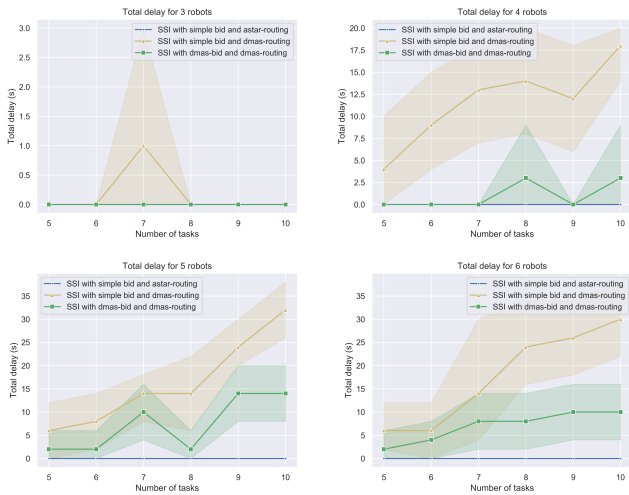 Total delay for 3 robots
SSI with simple bid and astar-routing
SSI with simple bid and dmas-routing
SSI with dmas-bid and dmas-routing
Total delay (s)
3.0
2.5
2.0
1.5
1.0
0.5
0.0
5 6 7 8 9 10
Number of tasks
Total delay for 4 robots
SSI with simple bid and astar-routing
SSI with simple bid and dmas-routing
SSI with dmas-bid and dmas-routing
Total delay (s)
20.0
17.5
15.0
12.5
10.0
7.5
5.0
2.5
0.0
5 6 7 8 9 10
Number of tasks
Total delay for 5 robots
SSI with simple bid and astar-routing
SSI with simple bid and dmas-routing
SSI with dmas-bid and dmas-routing
Total delay (s)
35
30
25
20
15
10
5
0
5 6 7 8 9 10
Number of tasks
Total delay for 6 robots
SSI with simple bid and astar-routing
SSI with simple bid and dmas-routing
SSI with dmas-bid and dmas-routing
Total delay (s)
35
30
25
20
15
10
5
0
5 6 7 8 9 10
Number of tasks